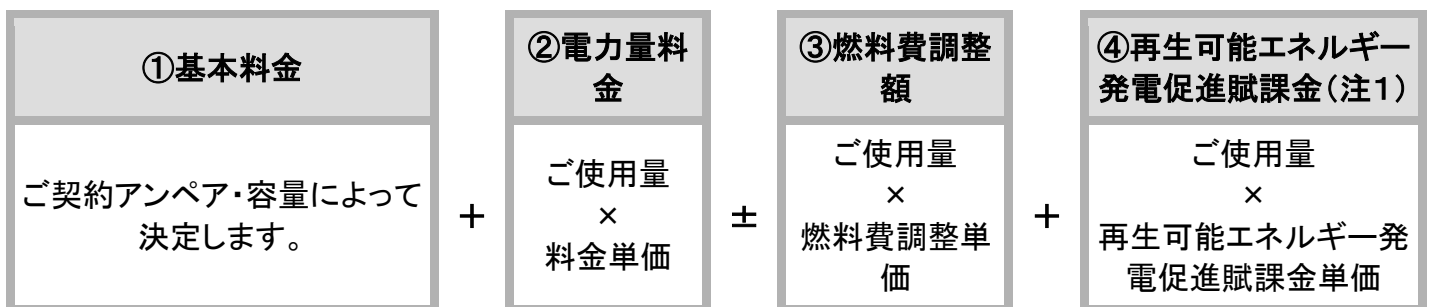 ①基本料金
ご契約アンペア・容量によって
決定します。
+
②電力量料
金
ご使用量
×
料金単価
±
③燃料費調整
額
ご使用量
×
燃料費調整単
価
+
④再生可能エネルギー
発電促進賦課金(注1)
ご使用量
×
再生可能エネルギー発
電促進賦課金単価